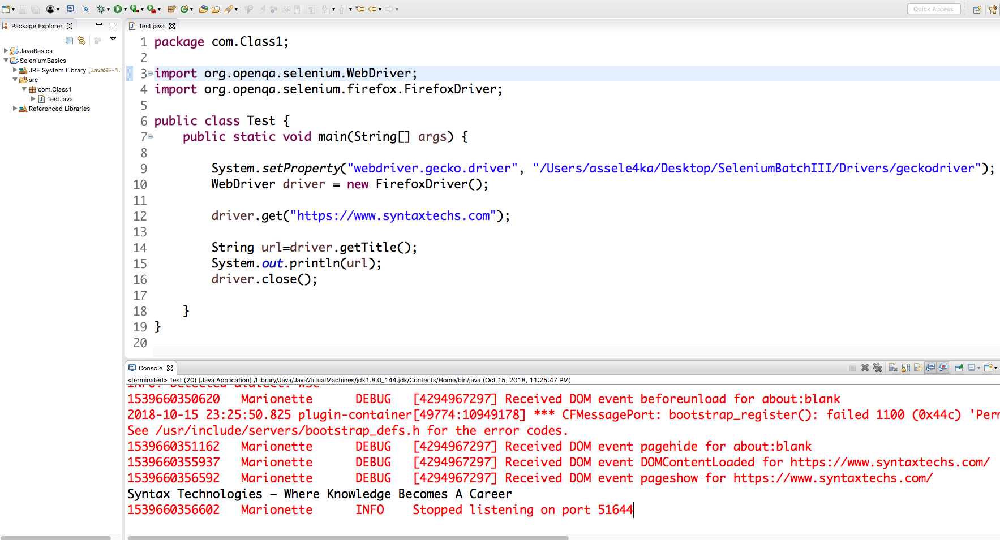 Quick Access
Package Explorer
JavaBasics
SeleniumBasics
JRE System Library [JavaSE-1.
src
com.Class1
Test.java
Referenced Libraries
Test.java
1 package com.Class1;
2
3 import org.openqa.selenium.WebDriver;
4 import org.openqa.selenium.firefox.FirefoxDriver;
5
6 public class Test {
7 public static void main(String[] args) {
8
9 System.setProperty("webdriver.gecko.driver", "/Users/assele4ka/Desktop/SeleniumBatchIII/Drivers/geckodriver");
10 WebDriver driver = new FirefoxDriver();
11
12 driver.get("https://www.syntaxtechs.com");
13
14 String url=driver.getTitle();
15 System.out.println(url);
16 driver.close();
17
18 }
19 }
20
Console
<terminated> Test (20) [Java Application] /Library/Java/JavaVirtualMachines/jdk1.8.0_144.jdk/Contents/Home/bin/java (Oct 15, 2018, 11:25:47 PM)
INFO: Detected dialect: W3C
1539660350620 Marionette DEBUG [4294967297] Received DOM event beforeunload for about:blank
2018-10-15 23:25:50.825 plugin-container[49774:10949178] *** CFMessagePort: bootstrap_register(): failed 1100 (0x44c) 'Perr
See /usr/include/servers/bootstrap_defs.h for the error codes.
1539660351162 Marionette DEBUG [4294967297] Received DOM event pagehide for about:blank
1539660355937 Marionette DEBUG [4294967297] Received DOM event DOMContentLoaded for https://www.syntaxtechs.com/
1539660356592 Marionette DEBUG [4294967297] Received DOM event pageshow for https://www.syntaxtechs.com/
Syntax Technologies – Where Knowledge Becomes A Career
1539660356602 Marionette INFO Stopped listening on port 51644